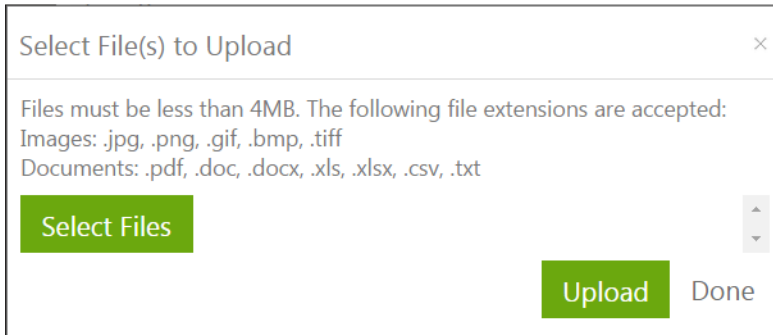 Select File(s) to Upload
×
Files must be less than 4MB. The following file extensions are accepted:
Images: .jpg, .png, .gif, .bmp, .tiff
Documents: .pdf, .doc, .docx, .xls, .xlsx, .csv, .txt
Select Files
Upload Done